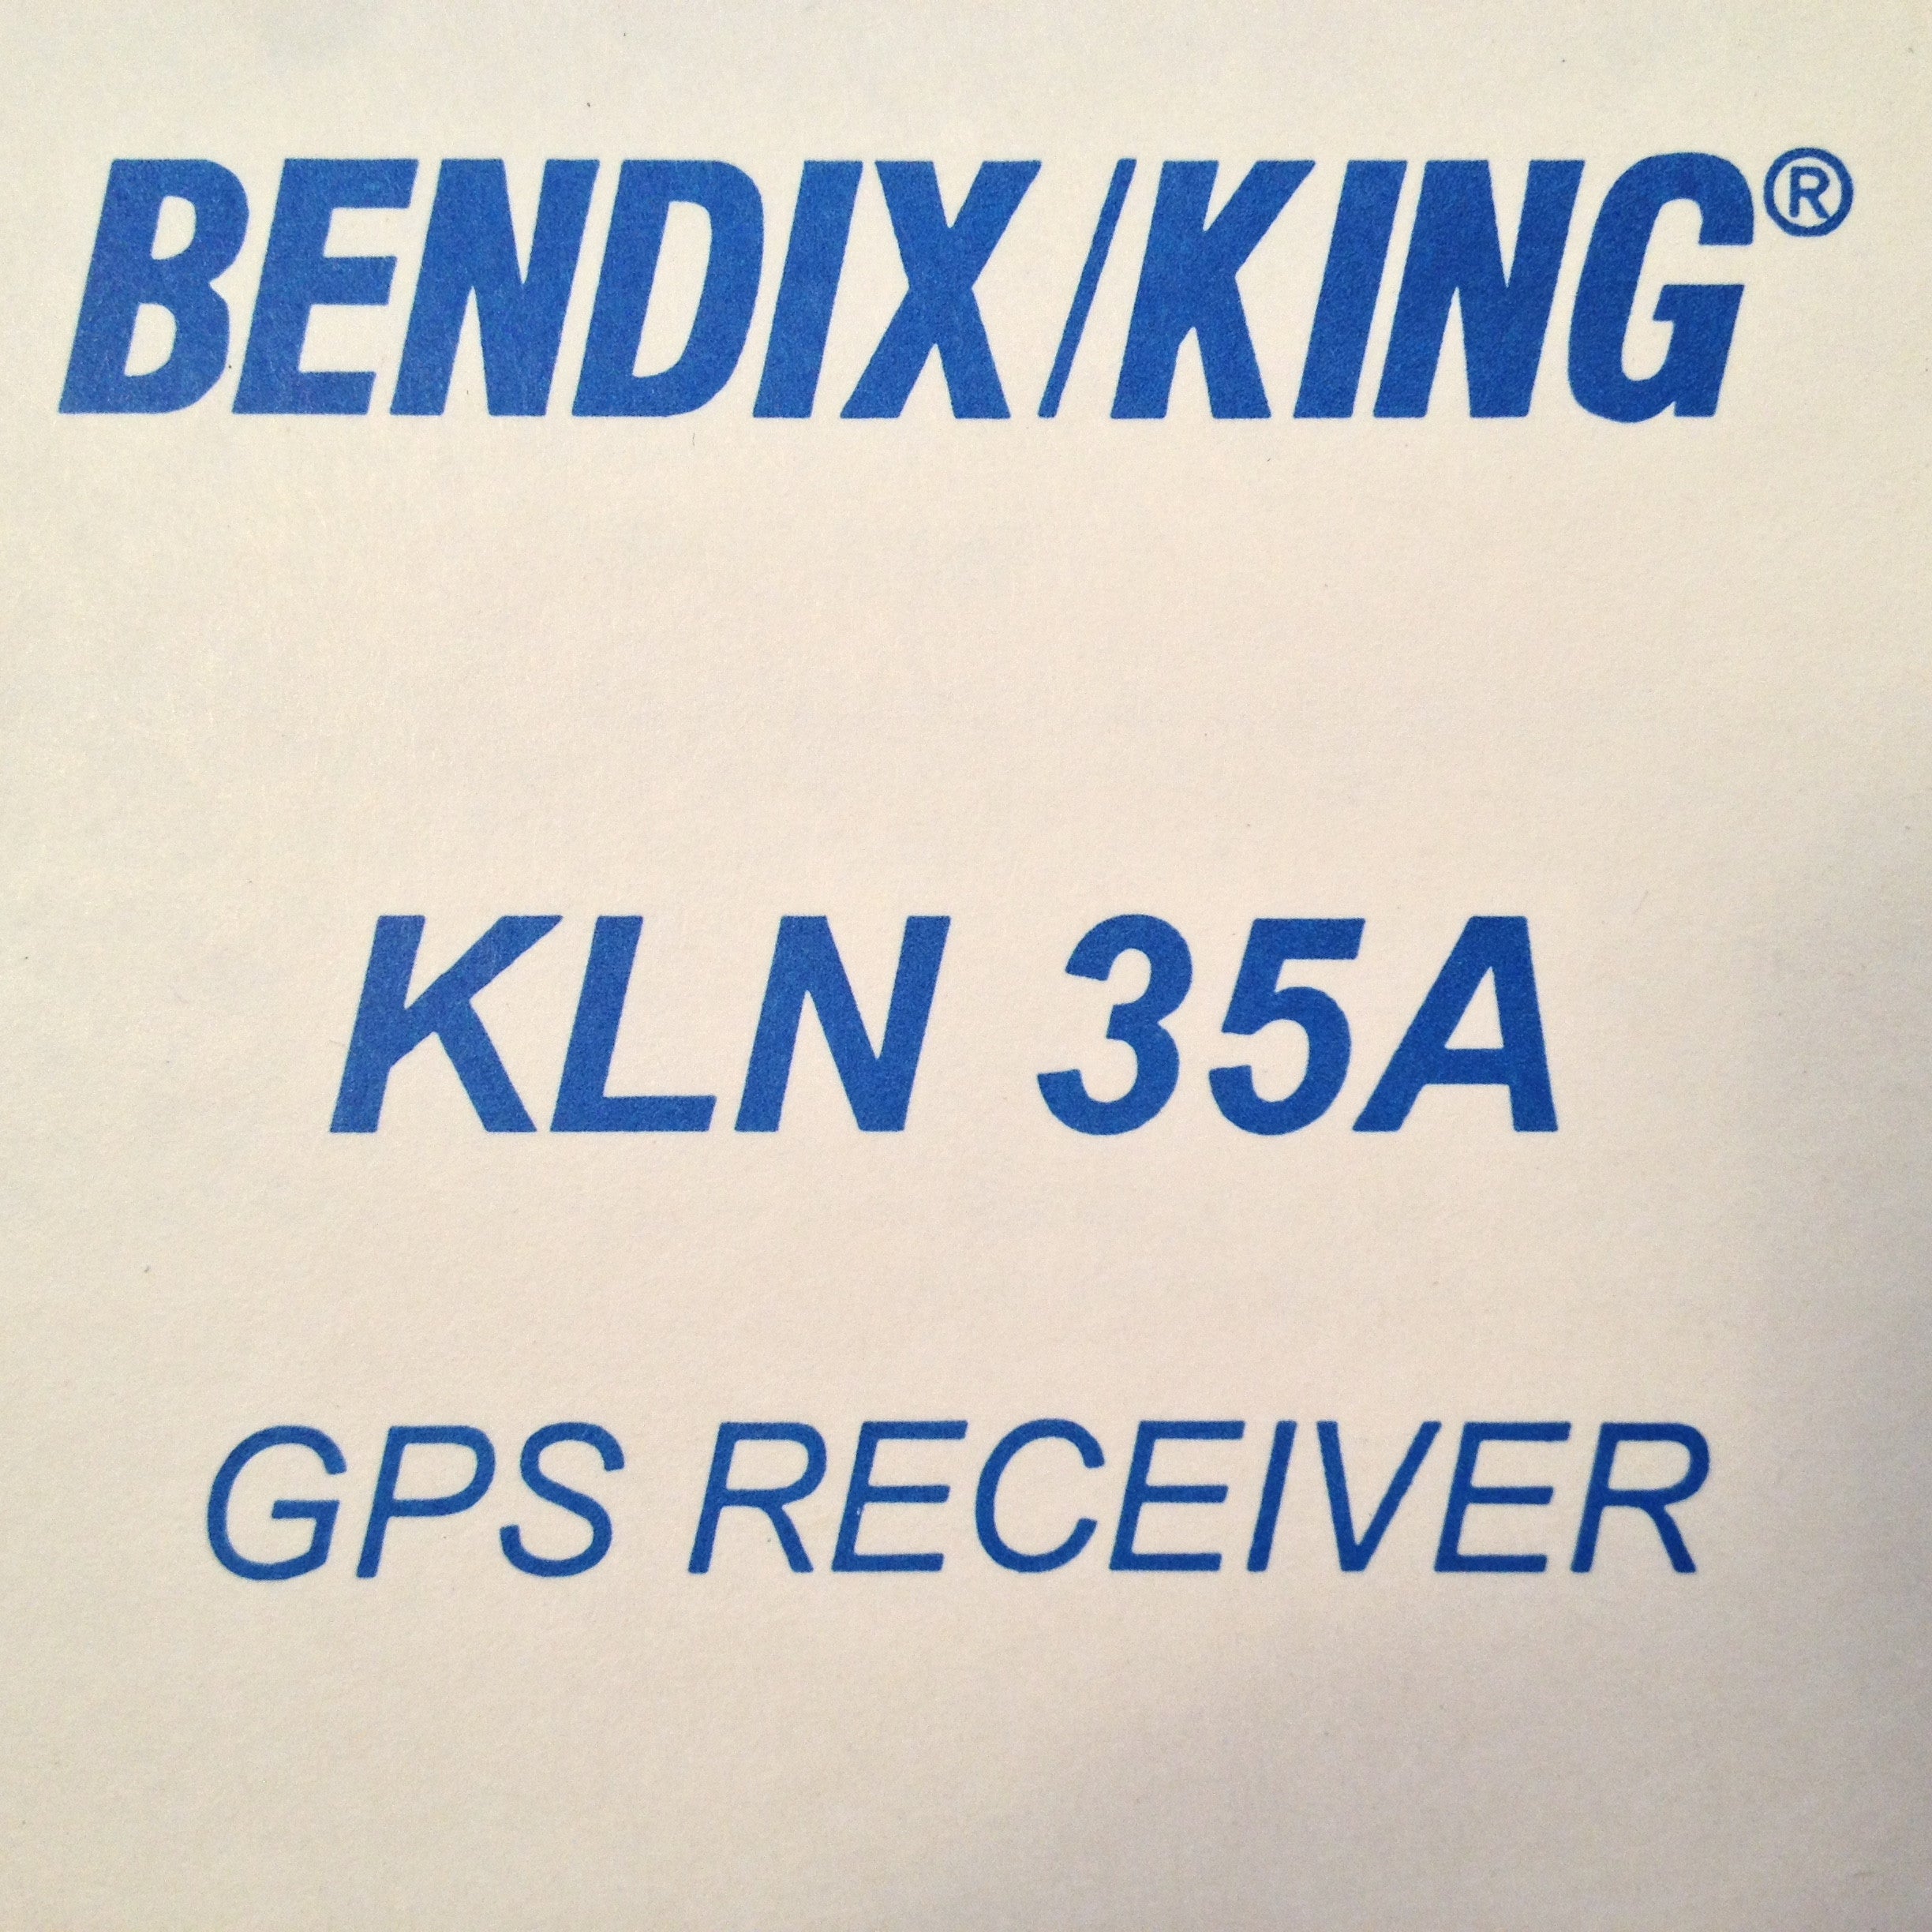 BENDIX/KING®
KLN 35A
GPS RECEIVER